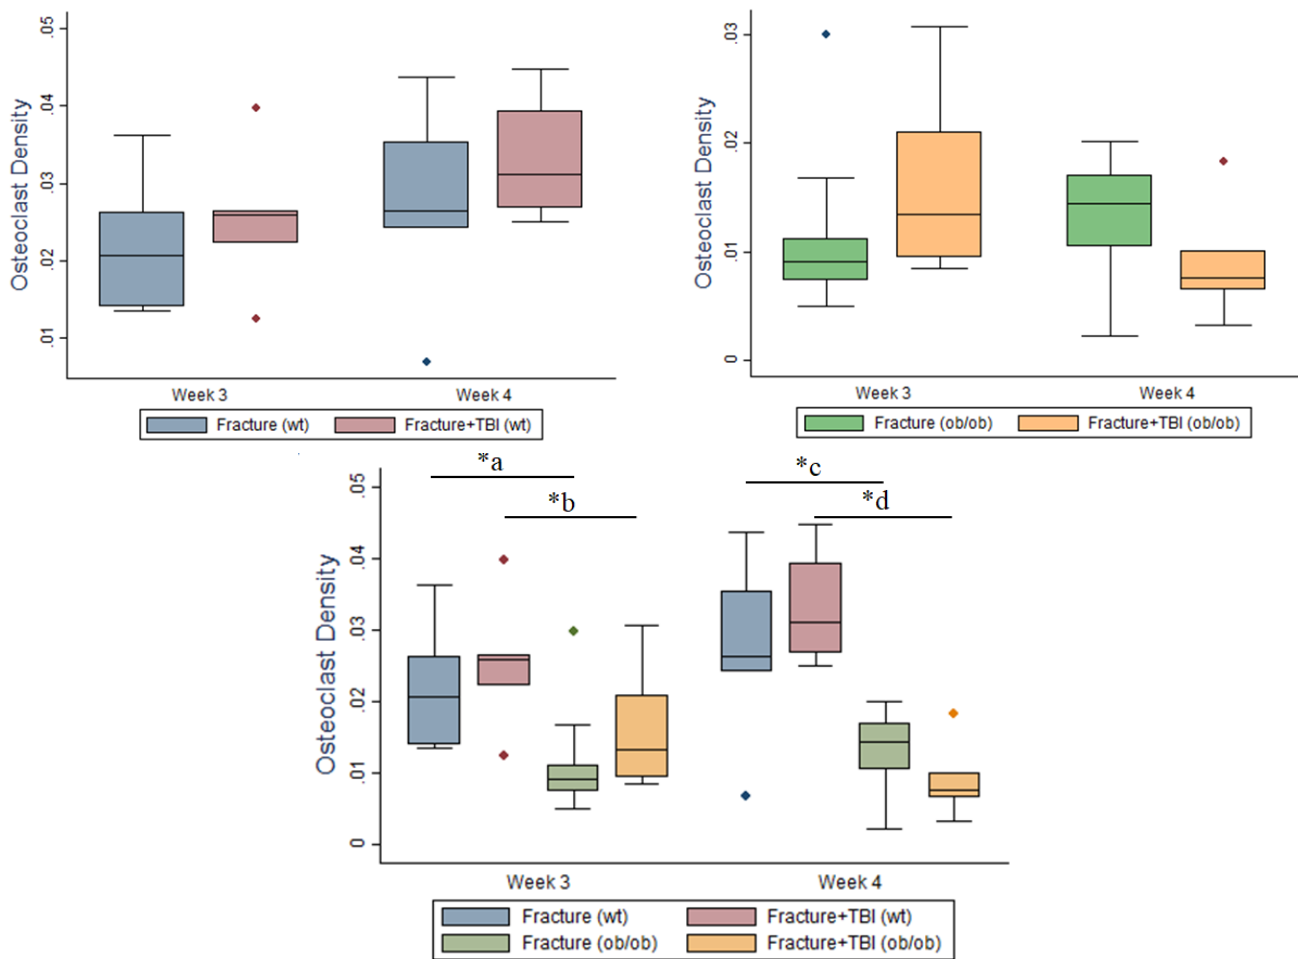 Osteoclast Density
.05
.04
.03
.02
.01
Week 3
Week 4
Fracture (wt)
Fracture+TBI (wt)
Osteoclast Density
.03
.02
.01
0
Week 3
Week 4
Fracture (ob/ob)
Fracture+TBI (ob/ob)
*a
*b
*c
*d
Osteoclast Density
.05
.04
.03
.02
.01
0
Week 3
Week 4
Fracture (wt)
Fracture+TBI (wt)
Fracture (ob/ob)
Fracture+TBI (ob/ob)